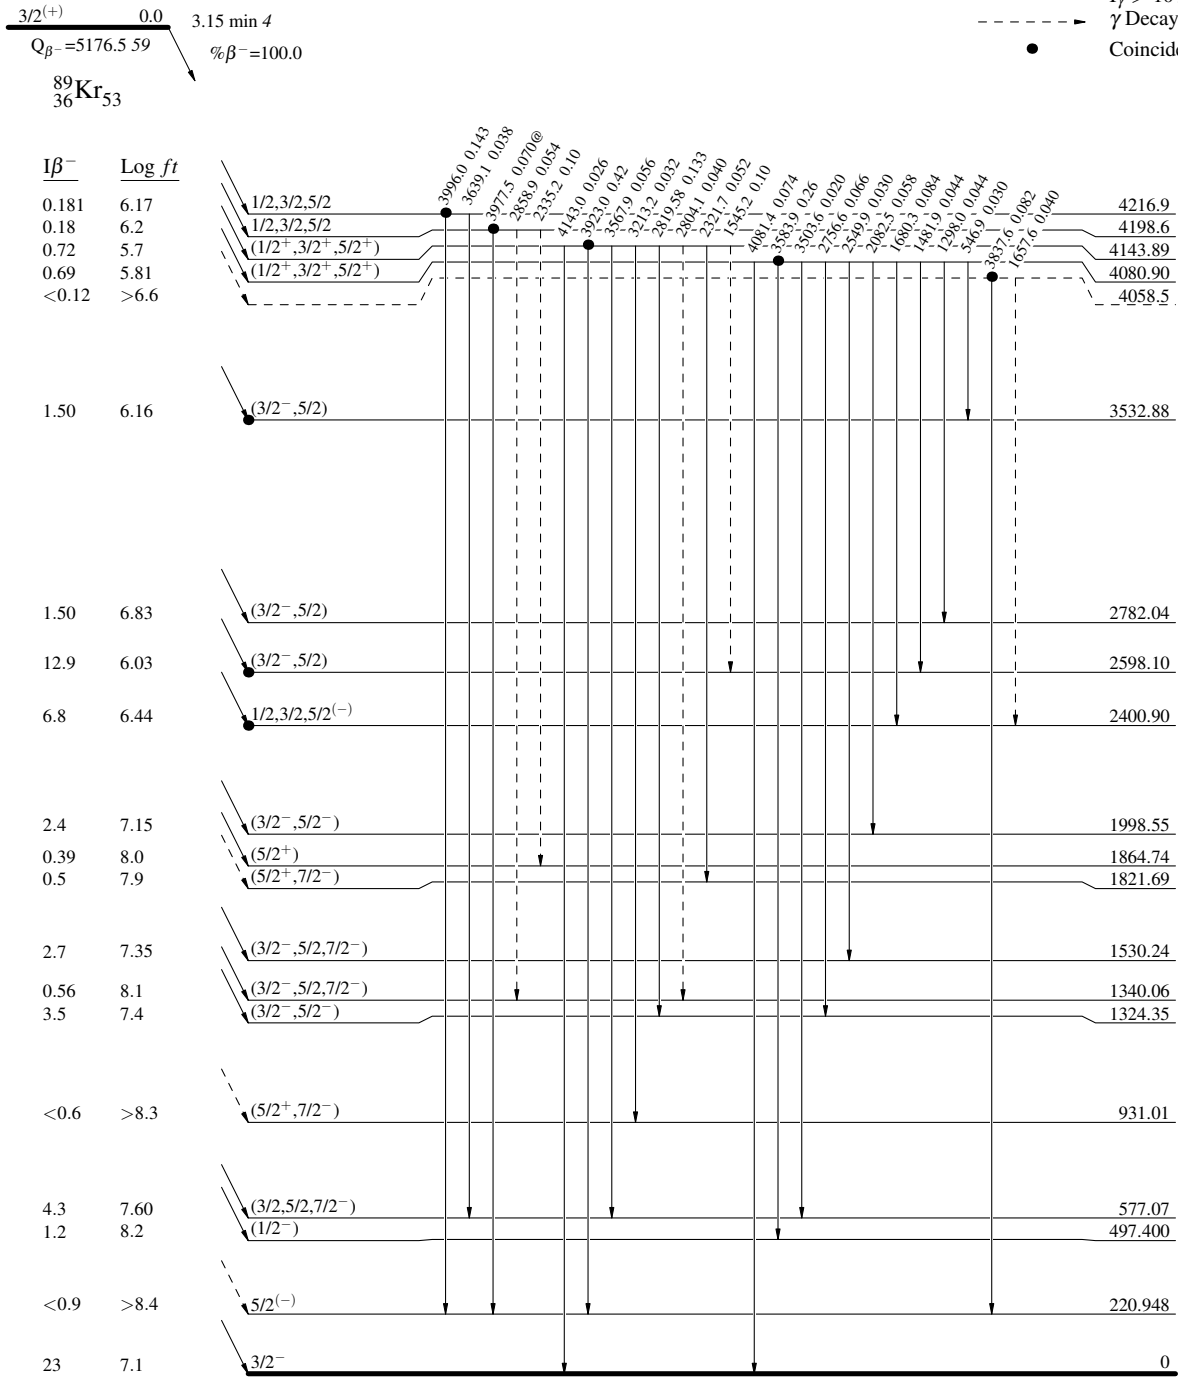 Iγ > 10
3/2(+) 0.0 3.15 min 4
γ Decay
Qβ−=5176.5 59 %β−=100.0
Coincide
89 36 Kr 53
Iβ− Log ft
3996.0 0.143
3639.1 0.038
3977.5 0.070@
2858.9 0.054
2335.2 0.10
4143.0 0.026
3923.0 0.42
3567.9 0.056
3213.2 0.032
2819.58 0.133
2804.1 0.040
2321.7 0.052
1545.2 0.10
4081.4 0.074
3583.9 0.26
3503.6 0.020
2756.6 0.066
2549.9 0.030
2082.5 0.058
1680.3 0.084
1481.9 0.044
1298.0 0.044
546.9 0.030
3837.6 0.082
1657.6 0.040
0.181 6.17 1/2,3/2,5/2 4216.9
0.18 6.2 1/2,3/2,5/2 4198.6
0.72 5.7 (1/2+,3/2+,5/2+) 4143.89
0.69 5.81 (1/2+,3/2+,5/2+) 4080.90
<0.12 >6.6 4058.5
1.50 6.16 (3/2−,5/2) 3532.88
1.50 6.83 (3/2−,5/2) 2782.04
12.9 6.03 (3/2−,5/2) 2598.10
6.8 6.44 1/2,3/2,5/2(−) 2400.90
2.4 7.15 (3/2−,5/2−) 1998.55
0.39 8.0 (5/2+) 1864.74
0.5 7.9 (5/2+,7/2−) 1821.69
2.7 7.35 (3/2−,5/2,7/2−) 1530.24
0.56 8.1 (3/2−,5/2,7/2−) 1340.06
3.5 7.4 (3/2−,5/2−) 1324.35
<0.6 >8.3 (5/2+,7/2−) 931.01
4.3 7.60 (3/2,5/2,7/2−) 577.07
1.2 8.2 (1/2−) 497.400
<0.9 >8.4 5/2(−) 220.948
23 7.1 3/2− 0